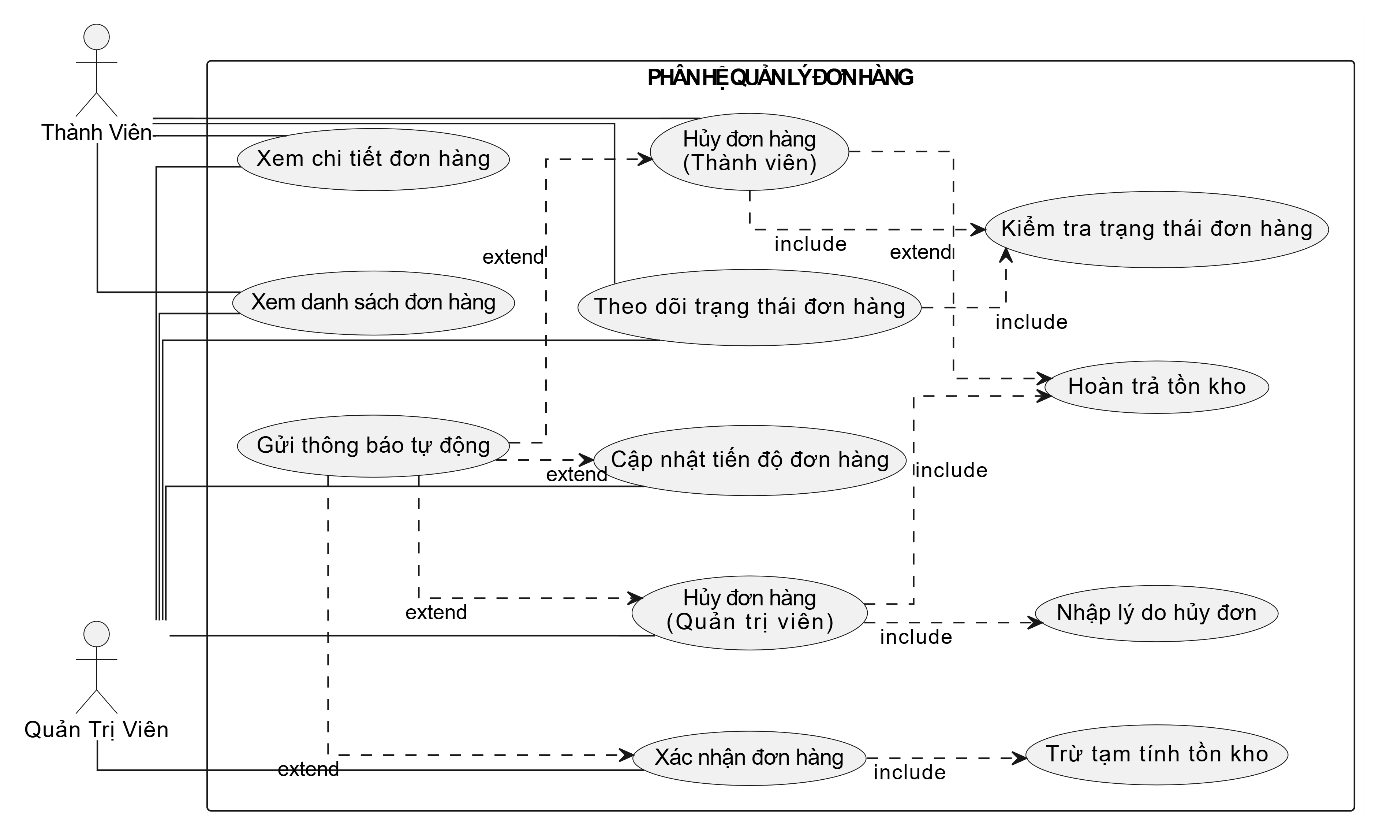 PHÂN HỆ QUẢN LÝ ĐƠN HÀNG
Thành Viên
Hủy đơn hàng
(Thành viên)
Xem chi tiết đơn hàng
Kiểm tra trạng thái đơn hàng
include
extend
extend
Xem danh sách đơn hàng
Theo dõi trạng thái đơn hàng
include
Hoàn trả tồn kho
Gửi thông báo tự động
Cập nhật tiến độ đơn hàng
extend
include
Hủy đơn hàng
(Quản trị viên)
extend
Nhập lý do hủy đơn
include
Quản Trị Viên
Xác nhận đơn hàng
Trừ tạm tính tồn kho
extend
include